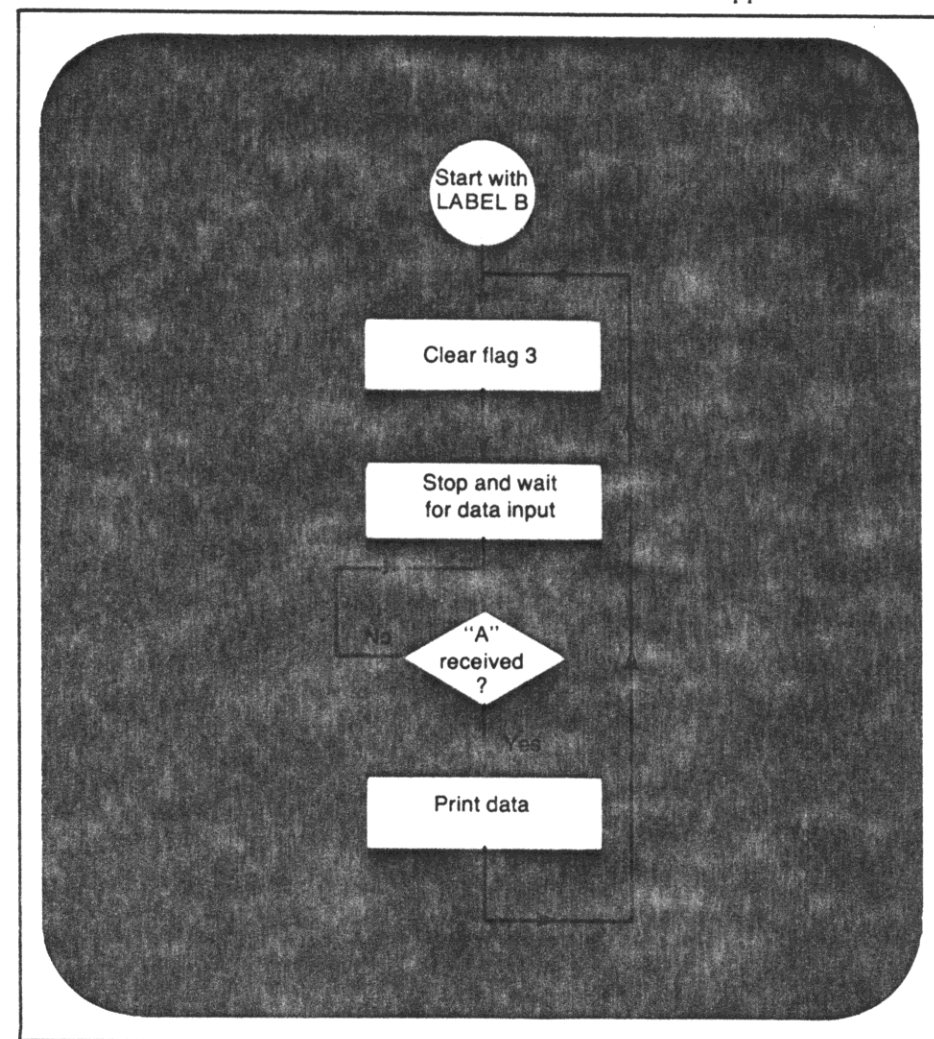 Start with
LABEL B
Clear flag 3
Stop and wait
for data input
No
"A"
received
?
Yes
Print data